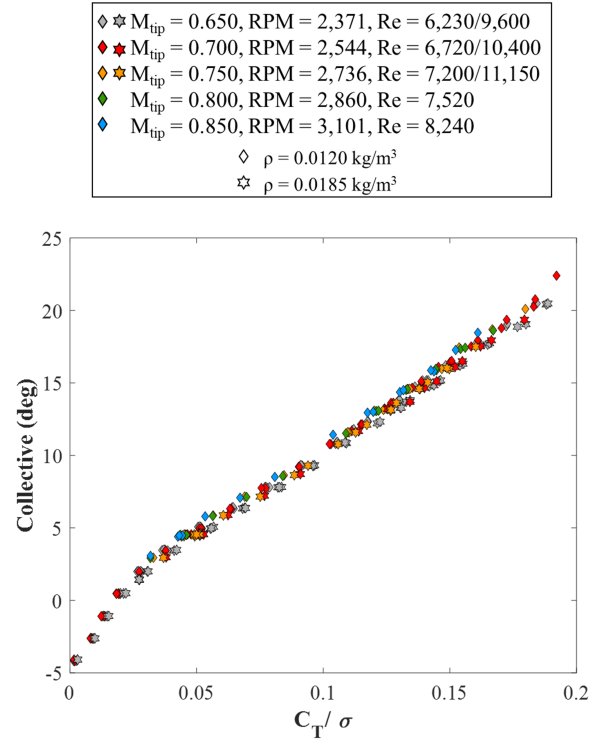 M_tip = 0.650, RPM = 2,371, Re = 6,230/9,600
M_tip = 0.700, RPM = 2,544, Re = 6,720/10,400
M_tip = 0.750, RPM = 2,736, Re = 7,200/11,150
M_tip = 0.800, RPM = 2,860, Re = 7,520
M_tip = 0.850, RPM = 3,101, Re = 8,240
ρ = 0.0120 kg/m³
ρ = 0.0185 kg/m³
25
20
15
10
5
0
-5
Collective (deg)
0
0.05
0.1
0.15
0.2
C_T/ σ